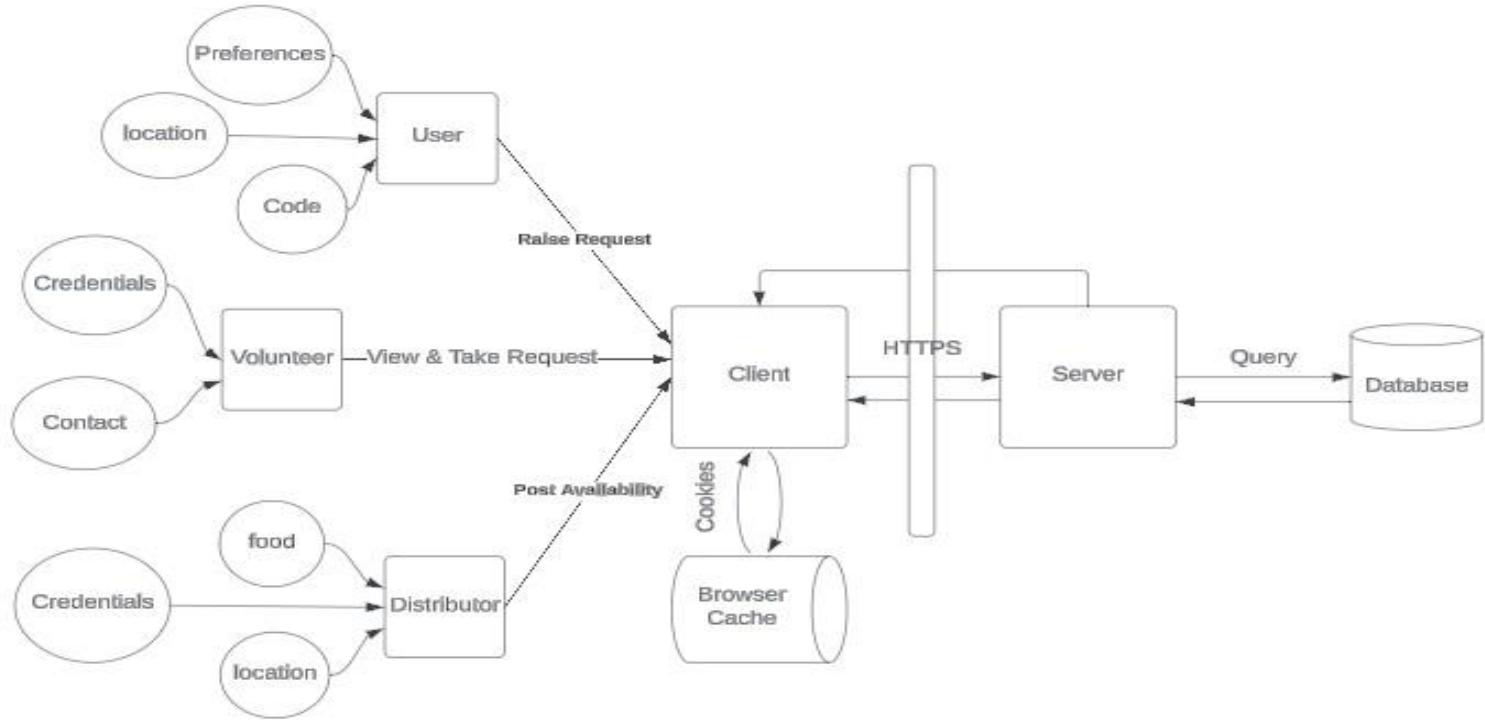 Preferences
location
User
Code
Raise Request
Credentials
Volunteer
View & Take Request
Contact
Client
HTTPS
Server
Query
Database
Cookies
Post Availability
food
Credentials
Distributor
location
Browser
Cache